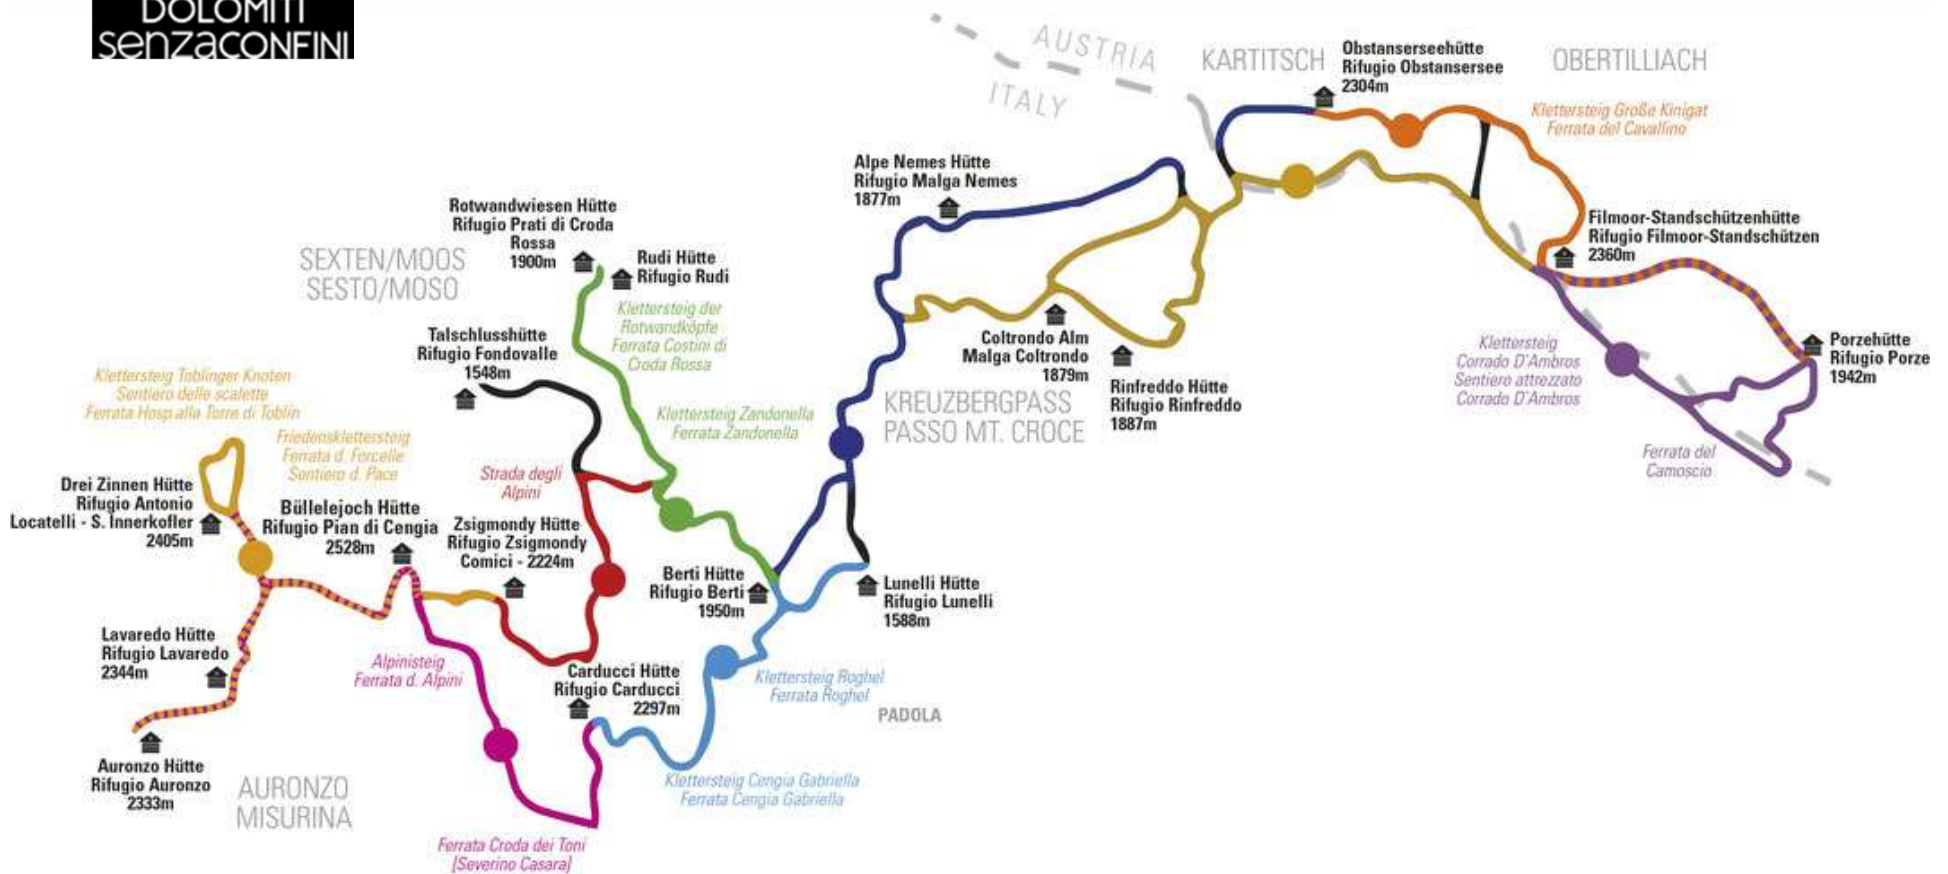 DOLOMITI
senzaCONFINI
AUSTRIA
ITALY
KARTITSCH
Obstanserseehütte
Rifugio Obstansersee
2304m
OBERTILLIACH
Klettersteig Große Kinigat
Ferrata del Cavallino
Alpe Nemes Hütte
Rifugio Malga Nemes
1877m
Rotwandwiesen Hütte
Rifugio Prati di Croda
Rossa
1900m
Rudi Hütte
Rifugio Rudi
SEXTEN/MOOS
SESTO/MOSO
Filmoor-Standschützenhütte
Rifugio Filmoor-Standschützen
2360m
Klettersteig der
Rotwandköpfe
Ferrata Costini di
Croda Rossa
Talschlusshütte
Rifugio Fondovalle
1548m
Coltrondo Alm
Malga Coltrondo
1879m
Rinfreddo Hütte
Rifugio Rinfreddo
1887m
Klettersteig
Corrado D'Ambros
Sentiero attrezzato
Corrado D'Ambros
Porzehütte
Rifugio Porze
1942m
Klettersteig Toblinger Knoten
Sentiero delle scalette
Ferrata Hosp alla Torre di Toblin
Friedensklettersteig
Ferrata d. Forcelle
Sentiero d. Pace
Klettersteig Zandonella
Ferrata Zandonella
KREUZBERGPASS
PASSO MT. CROCE
Ferrata del
Camoscio
Strada degli
Alpini
Drei Zinnen Hütte
Rifugio Antonio
Locatelli - S. Innerkofler
2405m
Büllelejoch Hütte
Rifugio Pian di Cengia
2528m
Zsigmondy Hütte
Rifugio Zsigmondy
Comici - 2224m
Berti Hütte
Rifugio Berti
1950m
Lunelli Hütte
Rifugio Lunelli
1588m
Lavaredo Hütte
Rifugio Lavaredo
2344m
Alpinisteig
Ferrata d. Alpini
Carducci Hütte
Rifugio Carducci
2297m
Klettersteig Roghel
Ferrata Roghel
PADOLA
Auronzo Hütte
Rifugio Auronzo
2333m
AURONZO
MISURINA
Klettersteig Cengia Gabriella
Ferrata Cengia Gabriella
Ferrata Croda dei Toni
[Severino Casara]